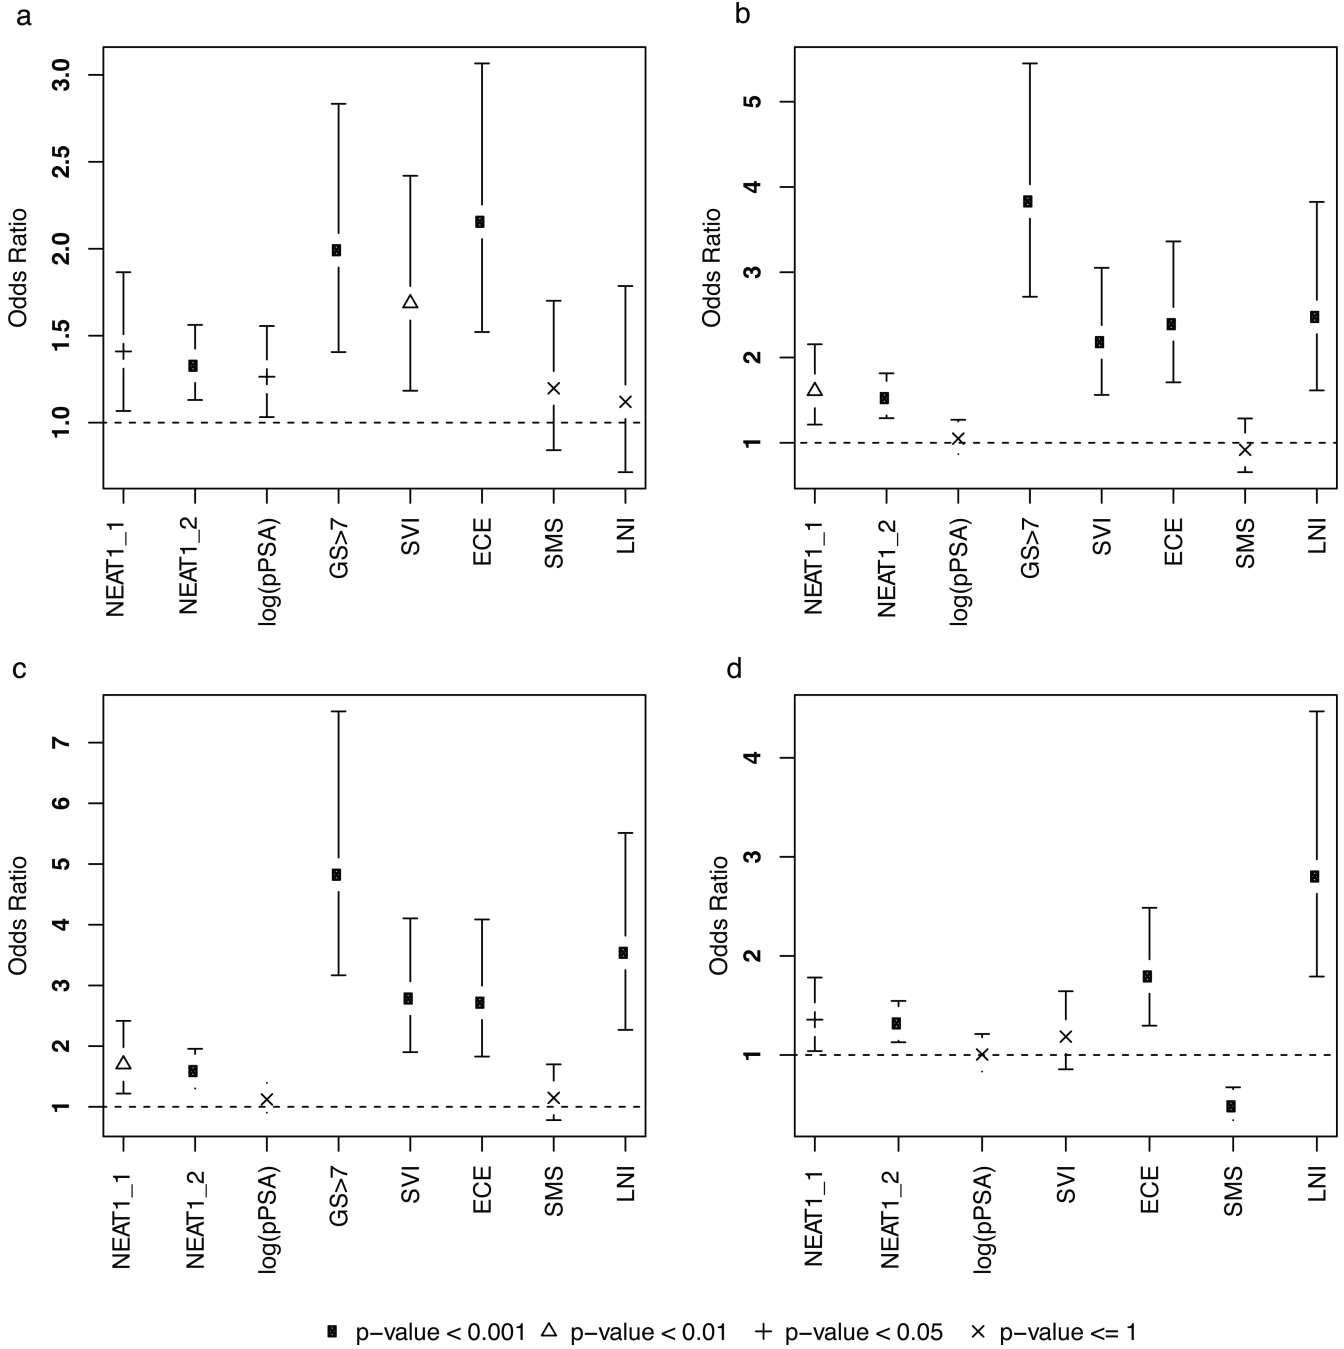 a
3.0
2.5
2.0
1.5
1.0
Odds Ratio
NEAT1_1
NEAT1_2
log(pPSA)
GS>7
SVI
ECE
SMS
LNI
b
5
4
3
2
1
Odds Ratio
NEAT1_1
NEAT1_2
log(pPSA)
GS>7
SVI
ECE
SMS
LNI
c
7
6
5
4
3
2
1
Odds Ratio
NEAT1_1
NEAT1_2
log(pPSA)
GS>7
SVI
ECE
SMS
LNI
d
4
3
2
1
Odds Ratio
NEAT1_1
NEAT1_2
log(pPSA)
SVI
ECE
SMS
LNI
p−value < 0.001 p−value < 0.01 p−value < 0.05 p−value <= 1